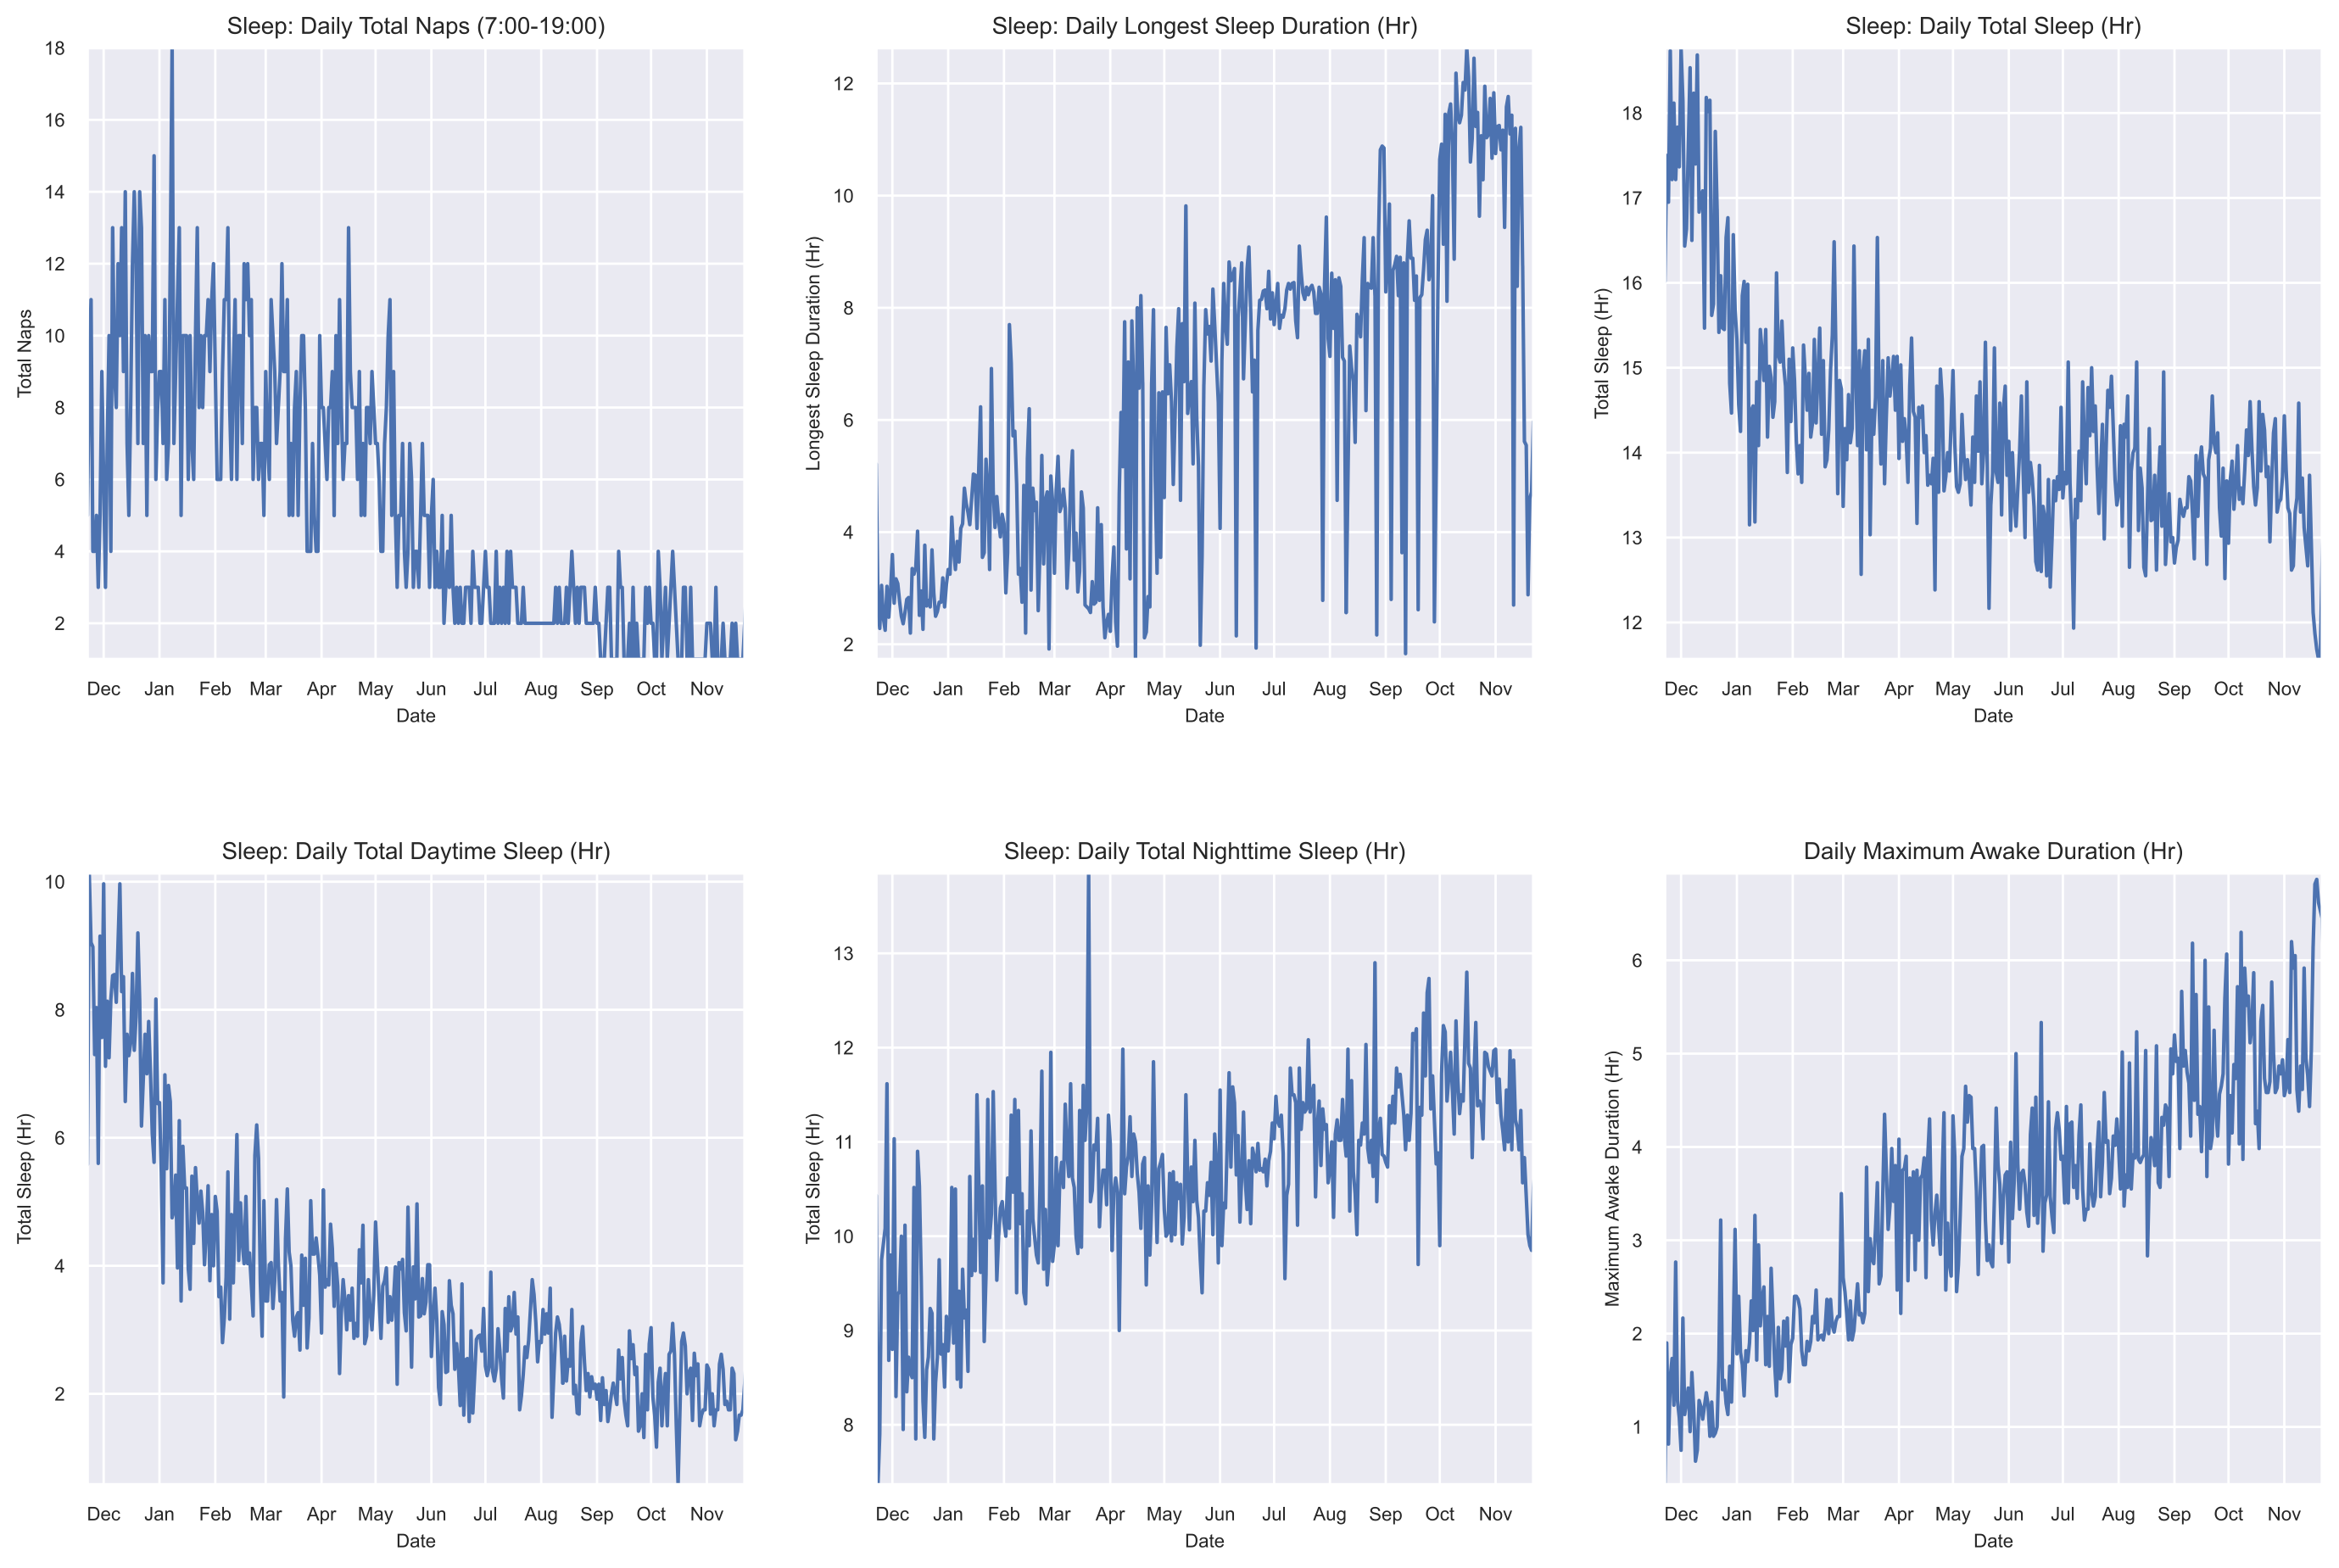 Sleep: Daily Total Naps (7:00-19:00)
Total Naps
18
16
14
12
10
8
6
4
2
Dec Jan Feb Mar Apr May Jun Jul Aug Sep Oct Nov
Date
Sleep: Daily Longest Sleep Duration (Hr)
Longest Sleep Duration (Hr)
12
10
8
6
4
2
Dec Jan Feb Mar Apr May Jun Jul Aug Sep Oct Nov
Date
Sleep: Daily Total Sleep (Hr)
Total Sleep (Hr)
18
17
16
15
14
13
12
Dec Jan Feb Mar Apr May Jun Jul Aug Sep Oct Nov
Date
Sleep: Daily Total Daytime Sleep (Hr)
Total Sleep (Hr)
10
8
6
4
2
Dec Jan Feb Mar Apr May Jun Jul Aug Sep Oct Nov
Date
Sleep: Daily Total Nighttime Sleep (Hr)
Total Sleep (Hr)
13
12
11
10
9
8
Dec Jan Feb Mar Apr May Jun Jul Aug Sep Oct Nov
Date
Daily Maximum Awake Duration (Hr)
Maximum Awake Duration (Hr)
6
5
4
3
2
1
Dec Jan Feb Mar Apr May Jun Jul Aug Sep Oct Nov
Date